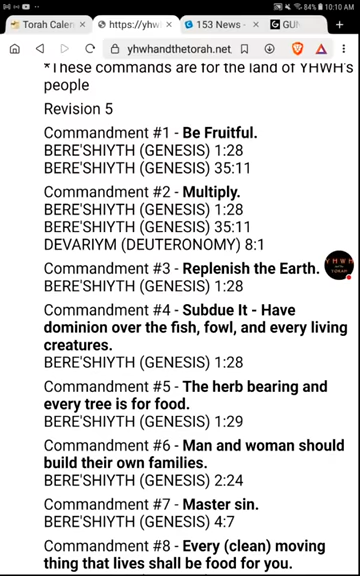 84% 10:10 AM
Torah Calen
https://yhw
153 News -
GUN
yhwhandthetorah.net
*These commands are for the land of YHWH's
people
Revision 5
Commandment #1 - Be Fruitful.
BERE'SHIYTH (GENESIS) 1:28
BERE'SHIYTH (GENESIS) 35:11
Commandment #2 - Multiply.
BERE'SHIYTH (GENESIS) 1:28
BERE'SHIYTH (GENESIS) 35:11
DEVARIYM (DEUTERONOMY) 8:1
Commandment #3 - Replenish the Earth.
BERE'SHIYTH (GENESIS) 1:28
YHWH
TORAH
Commandment #4 - Subdue It - Have
dominion over the fish, fowl, and every living
creatures.
BERE'SHIYTH (GENESIS) 1:28
Commandment #5 - The herb bearing and
every tree is for food.
BERE'SHIYTH (GENESIS) 1:29
Commandment #6 - Man and woman should
build their own families.
BERE'SHIYTH (GENESIS) 2:24
Commandment #7 - Master sin.
BERE'SHIYTH (GENESIS) 4:7
Commandment #8 - Every (clean) moving
thing that lives shall be food for you.